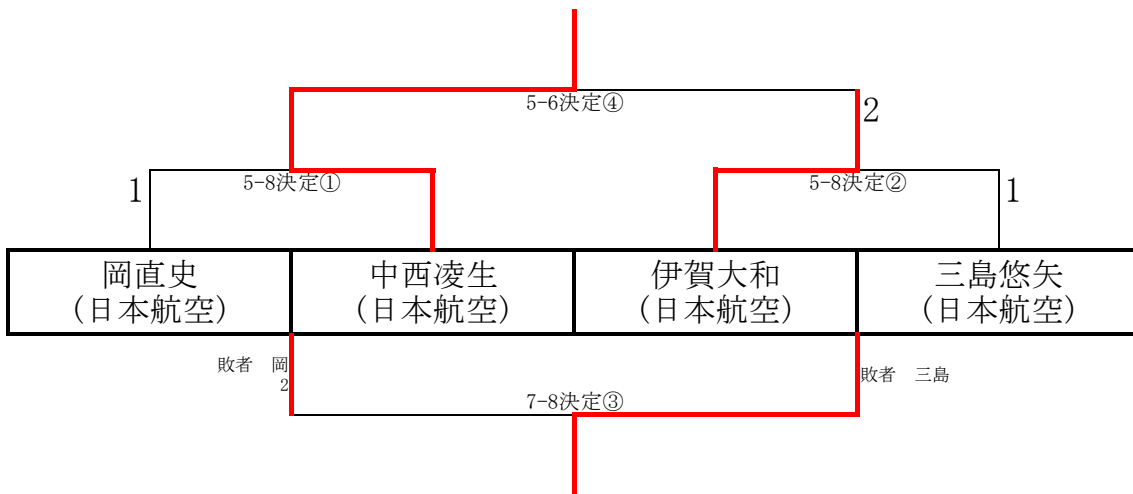 5-6決定④
2
1
5-8決定①
5-8決定②
1
岡直史
(日本航空)
中西凌生
(日本航空)
伊賀大和
(日本航空)
三島悠矢
(日本航空)
敗者　岡
2
敗者　三島
7-8決定③